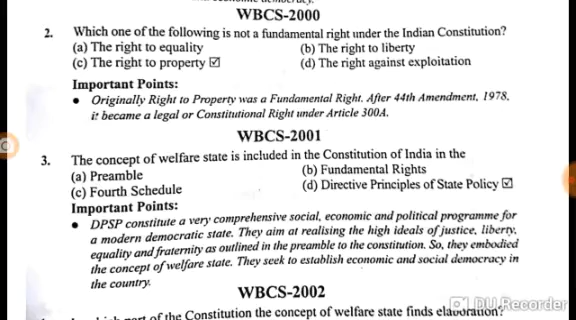 WBCS-2000
2. Which one of the following is not a fundamental right under the Indian Constitution?
(a) The right to equality (b) The right to liberty
(c) The right to property ☑ (d) The right against exploitation
Important Points:
• Originally Right to Property was a Fundamental Right. After 44th Amendment, 1978,
it became a legal or Constitutional Right under Article 300A.
WBCS-2001
3. The concept of welfare state is included in the Constitution of India in the
(a) Preamble (b) Fundamental Rights
(c) Fourth Schedule (d) Directive Principles of State Policy ☑
Important Points:
• DPSP constitute a very comprehensive social, economic and political programme for
a modern democratic state. They aim at realising the high ideals of justice, liberty,
equality and fraternity as outlined in the preamble to the constitution. So, they embodied
the concept of welfare state. They seek to establish economic and social democracy in
the country.
WBCS-2002
part of the Constitution the concept of welfare state finds elaboration?
DU Recorder